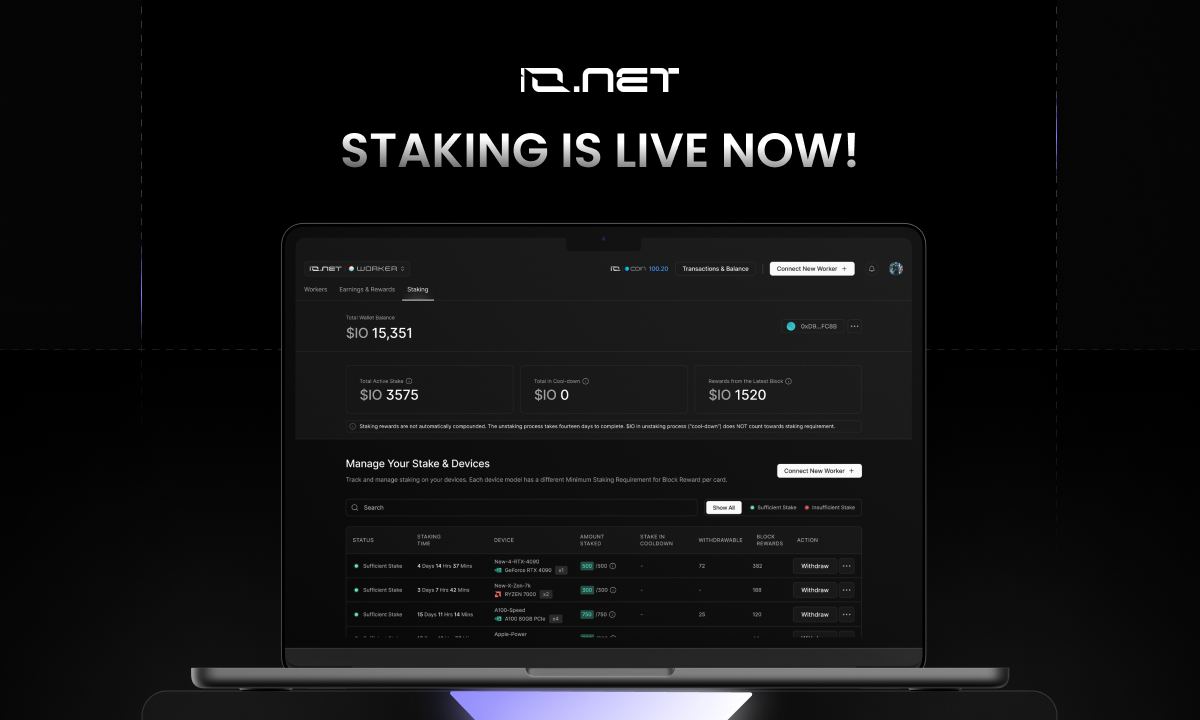 IO.NET
STAKING IS LIVE NOW!
IO.NET WORKER
IO COIN 100.20 Transactions & Balance Connect New Worker +
Workers Earnings & Rewards Staking
Total Wallet Balance
$IO 15,351
0xDB...FC8B
Total Active Stake
$IO 3575
Total in Cool-down
$IO 0
Rewards from the Latest Block
$IO 1520
Staking rewards are not automatically compounded. The unstaking process takes fourteen days to complete. $IO in unstaking process ("cool-down") does NOT count towards staking requirement.
Manage Your Stake & Devices
Track and manage staking on your devices. Each device model has a different Minimum Staking Requirement for Block Reward per card.
Connect New Worker +
Search
Show All Sufficient Stake Insufficient Stake
STATUS STAKING TIME DEVICE AMOUNT STAKED STAKE IN COOLDOWN WITHDRAWABLE BLOCK REWARDS ACTION
New-4-RTX-4090
Sufficient Stake 4 Days 14 Hrs 37 Mins GeForce RTX 4090 x1 500 /500 - 72 382 Withdraw
New-X-Zen-7k
Sufficient Stake 3 Days 7 Hrs 42 Mins RYZEN 7000 x2 300 /300 - - 168 Withdraw
A100-Speed
Sufficient Stake 15 Days 11 Hrs 14 Mins A100 80GB PCIe x4 750 /750 - 25 120 Withdraw
Apple-Power